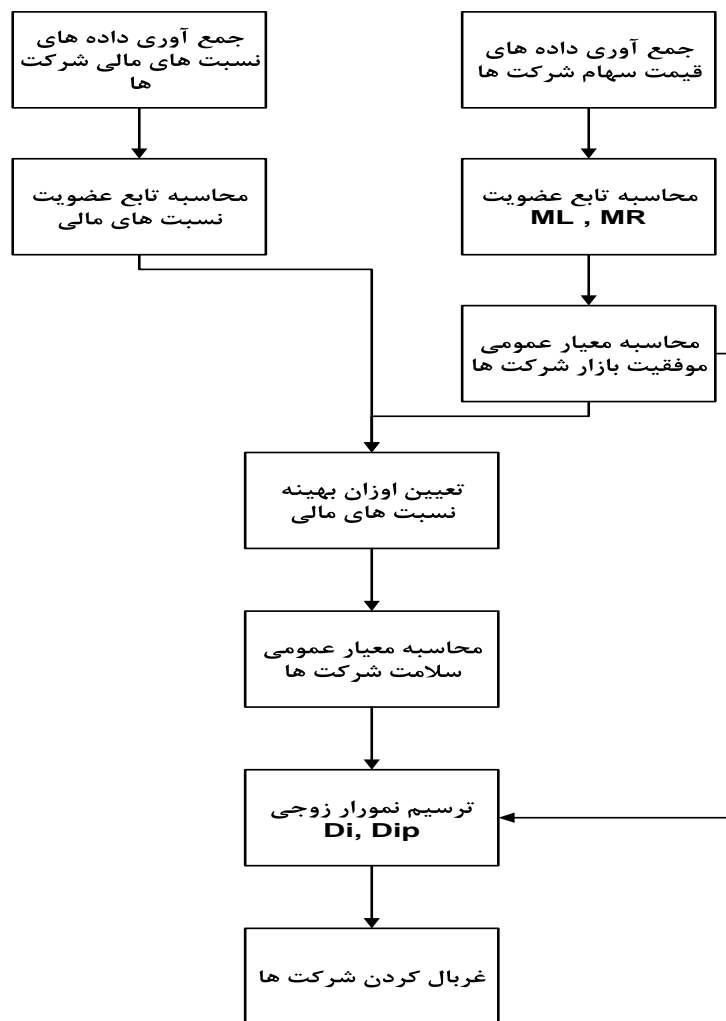 جمع آوری داده های
نسبت های مالی شرکت
ها
جمع آوری داده های
قیمت سهام شرکت ها
محاسبه تابع عضویت
نسبت های مالی
محاسبه تابع عضویت
ML , MR
محاسبه معیار عمومی
موفقیت بازار شرکت ها
تعیین اوزان بهینه
نسبت های مالی
محاسبه معیار عمومی
سلامت شرکت ها
ترسیم نمورار زوجی
Di, Dip
غربال کردن شرکت ها